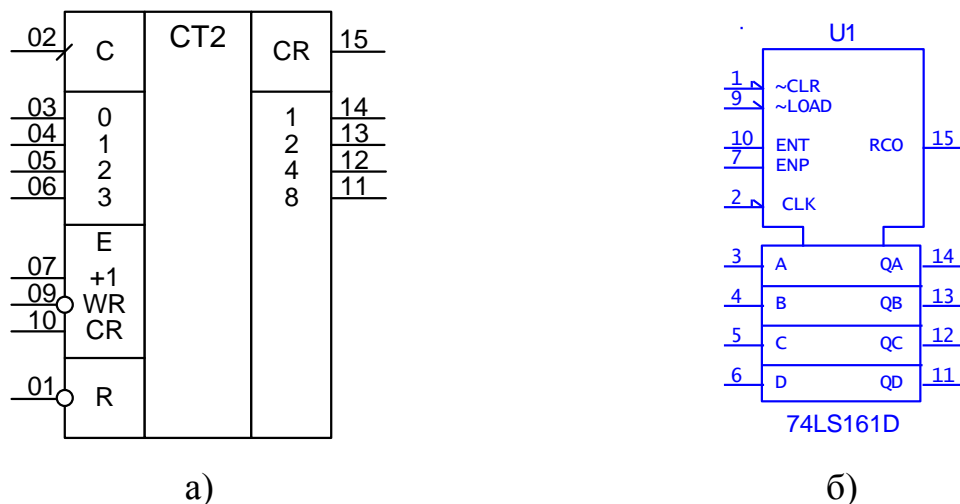 02 C CT2 CR 15
03 0 1 14
04 1 2 13
05 2 4 12
06 3 8 11
E
07 +1
09 WR
10 CR
01 R
а)
U1
1 ~CLR
9 ~LOAD
10 ENT RCO 15
7 ENP
2 CLK
3 A QA 14
4 B QB 13
5 C QC 12
6 D QD 11
74LS161D
б)